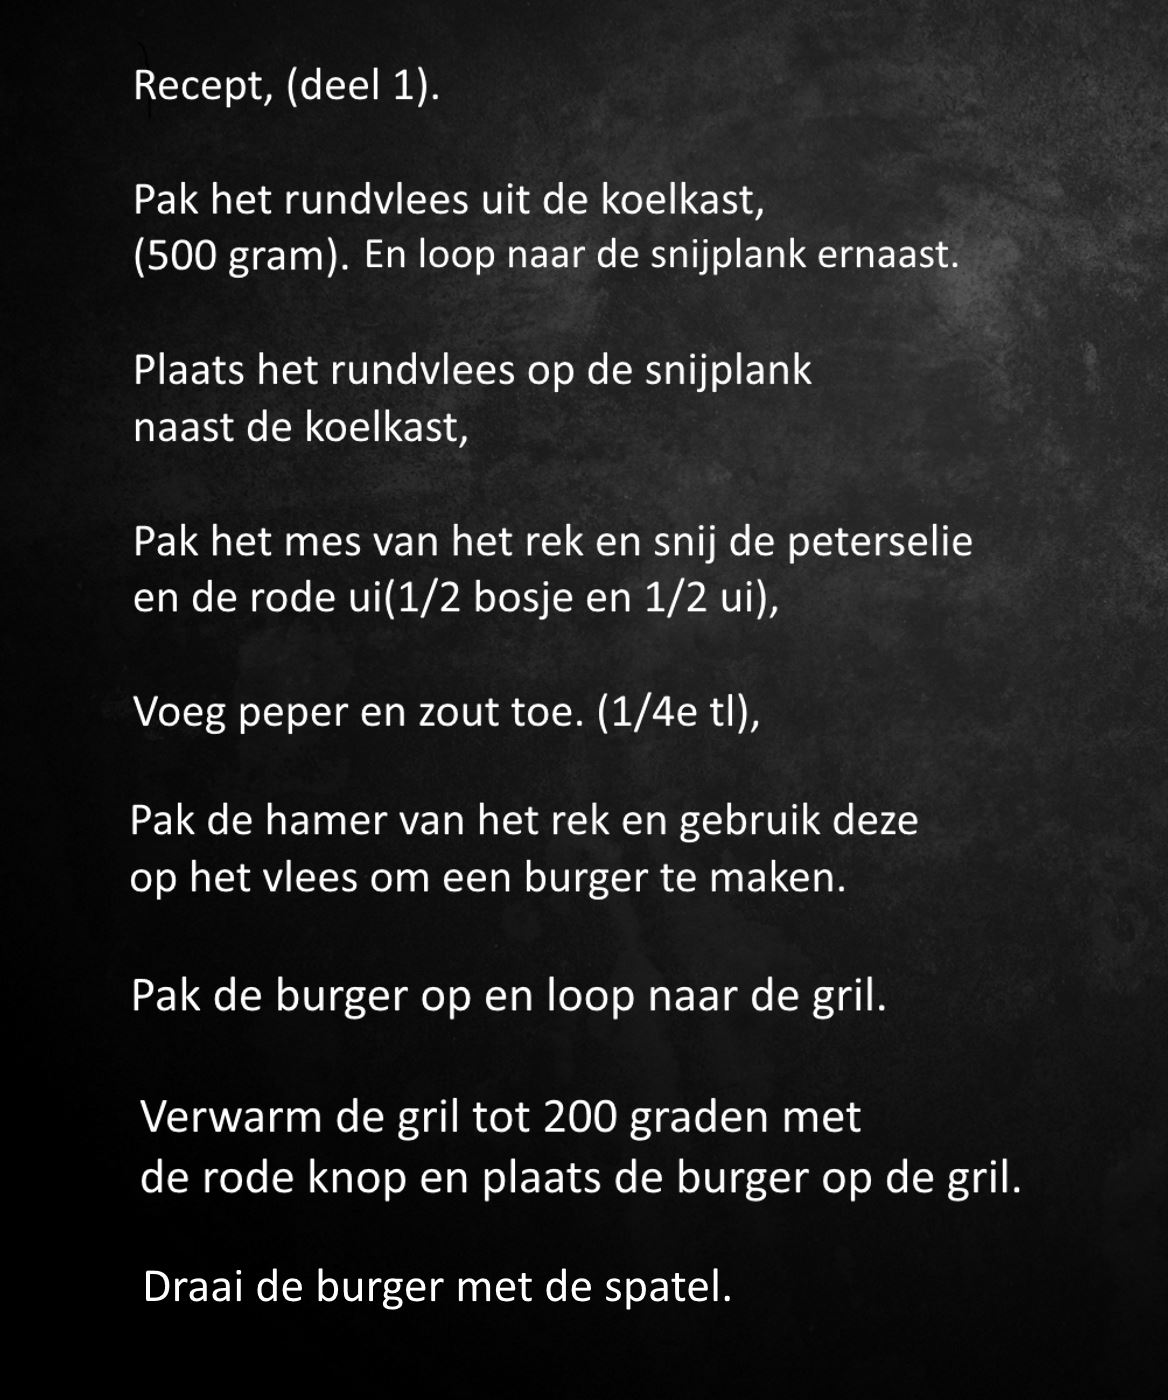 Recept, (deel 1).
Pak het rundvlees uit de koelkast,
(500 gram). En loop naar de snijplank ernaast.
Plaats het rundvlees op de snijplank
naast de koelkast,
Pak het mes van het rek en snij de peterselie
en de rode ui(1/2 bosje en 1/2 ui),
Voeg peper en zout toe. (1/4e tl),
Pak de hamer van het rek en gebruik deze
op het vlees om een burger te maken.
Pak de burger op en loop naar de gril.
Verwarm de gril tot 200 graden met
de rode knop en plaats de burger op de gril.
Draai de burger met de spatel.